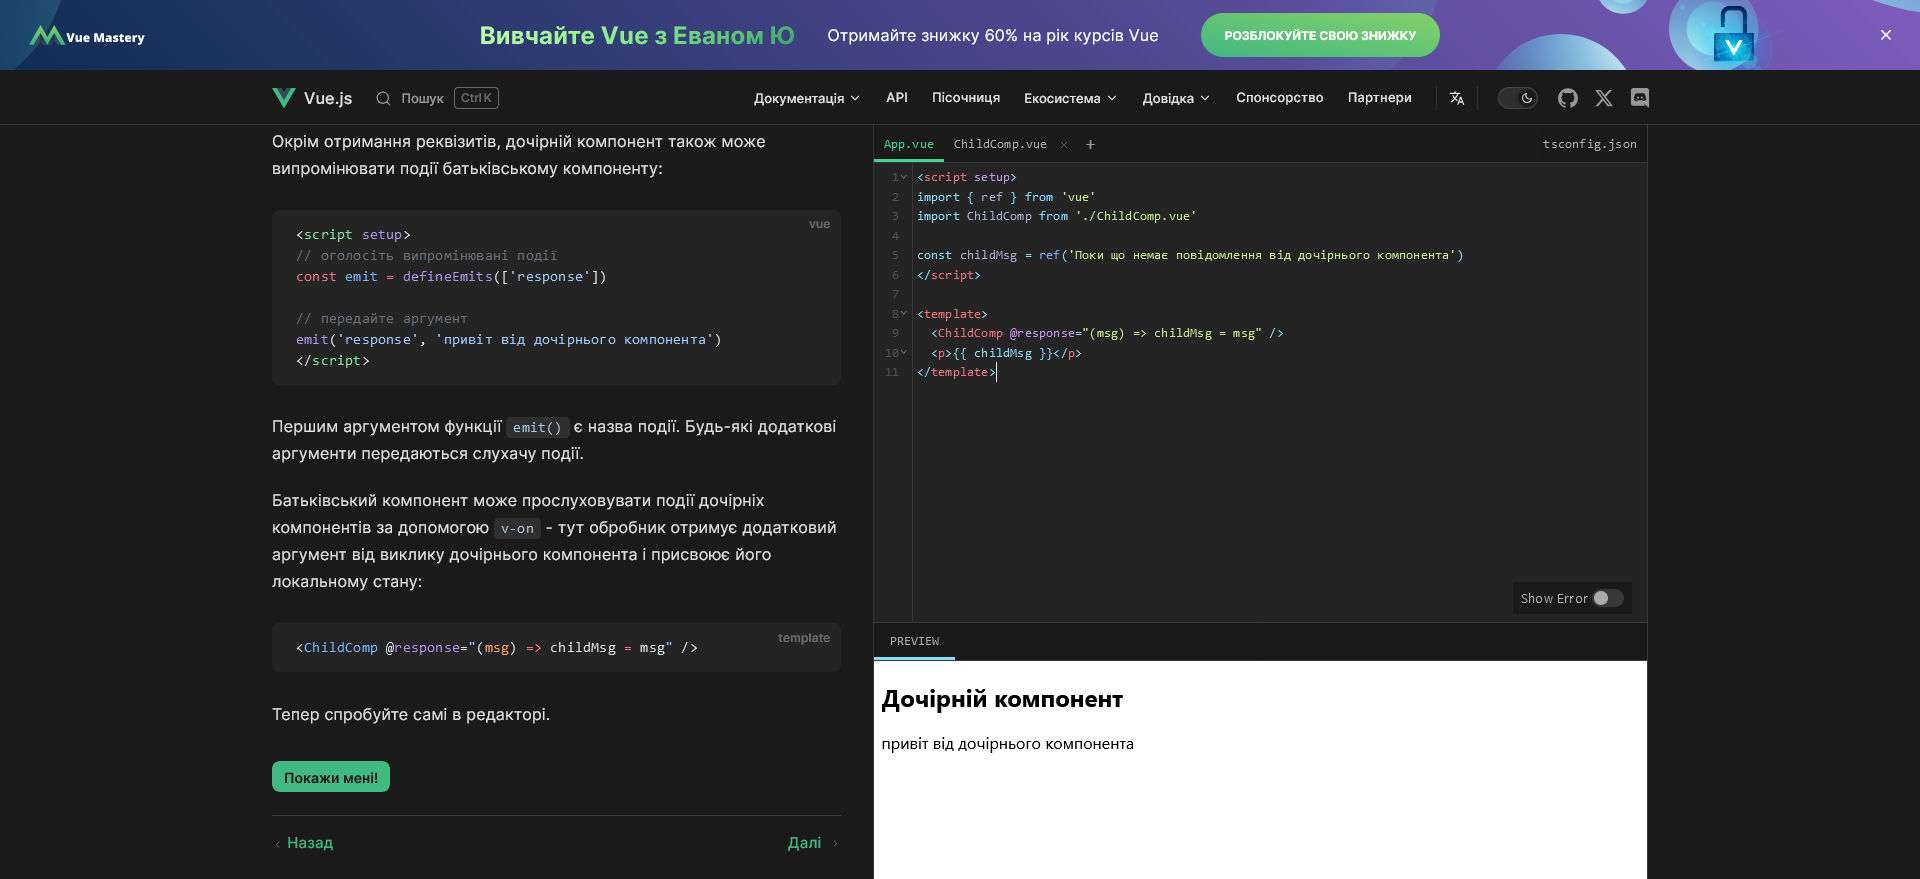 Vue Mastery
Вивчайте Vue з Еваном Ю
Отримайте знижку 60% на рік курсів Vue
РОЗБЛОКУЙТЕ СВОЮ ЗНИЖКУ
Vue.js
Пошук
Ctrl K
Документація
API
Пісочниця
Екосистема
Довідка
Спонсорство
Партнери
Окрім отримання реквізитів, дочірній компонент також може
випромінювати події батьківському компоненту:
vue
<script setup>
// оголосіть випромінювані події
const emit = defineEmits(['response'])
// передайте аргумент
emit('response', 'привіт від дочірнього компонента')
</script>
Першим аргументом функції emit() є назва події. Будь-які додаткові
аргументи передаються слухачу події.
Батьківський компонент може прослуховувати події дочірніх
компонентів за допомогою v-on - тут обробник отримує додатковий
аргумент від виклику дочірнього компонента і присвоює його
локальному стану:
template
<ChildComp @response="(msg) => childMsg = msg" />
Тепер спробуйте самі в редакторі.
Покажи мені!
Назад
Далі
App.vue
ChildComp.vue
+
tsconfig.json
1 <script setup>
2 import { ref } from 'vue'
3 import ChildComp from './ChildComp.vue'
4
5 const childMsg = ref('Поки що немає повідомлення від дочірнього компонента')
6 </script>
7
8 <template>
9 <ChildComp @response="(msg) => childMsg = msg" />
10 <p>{{ childMsg }}</p>
11 </template>
Show Error
PREVIEW
Дочірній компонент
привіт від дочірнього компонента